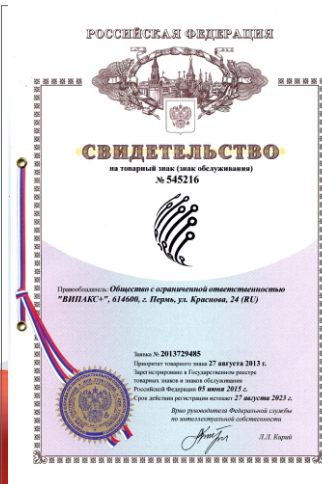 РОССИЙСКАЯ ФЕДЕРАЦИЯ
СВИДЕТЕЛЬСТВО
на товарный знак (знак обслуживания)
№ 545216
Правообладатель: Общество с ограниченной ответственностью
"ВИПАКС+", 614600, г. Пермь, ул. Краснова, 24 (RU)
Заявка № 2013729485
Приоритет товарного знака 27 августа 2013 г.
Зарегистрировано в Государственном реестре
товарных знаков и знаков обслуживания
Российской Федерации 05 июня 2015 г.
Срок действия регистрации истекает 27 августа 2023 г.
Врио руководителя Федеральной службы
по интеллектуальной собственности
Л.Л. Кирий